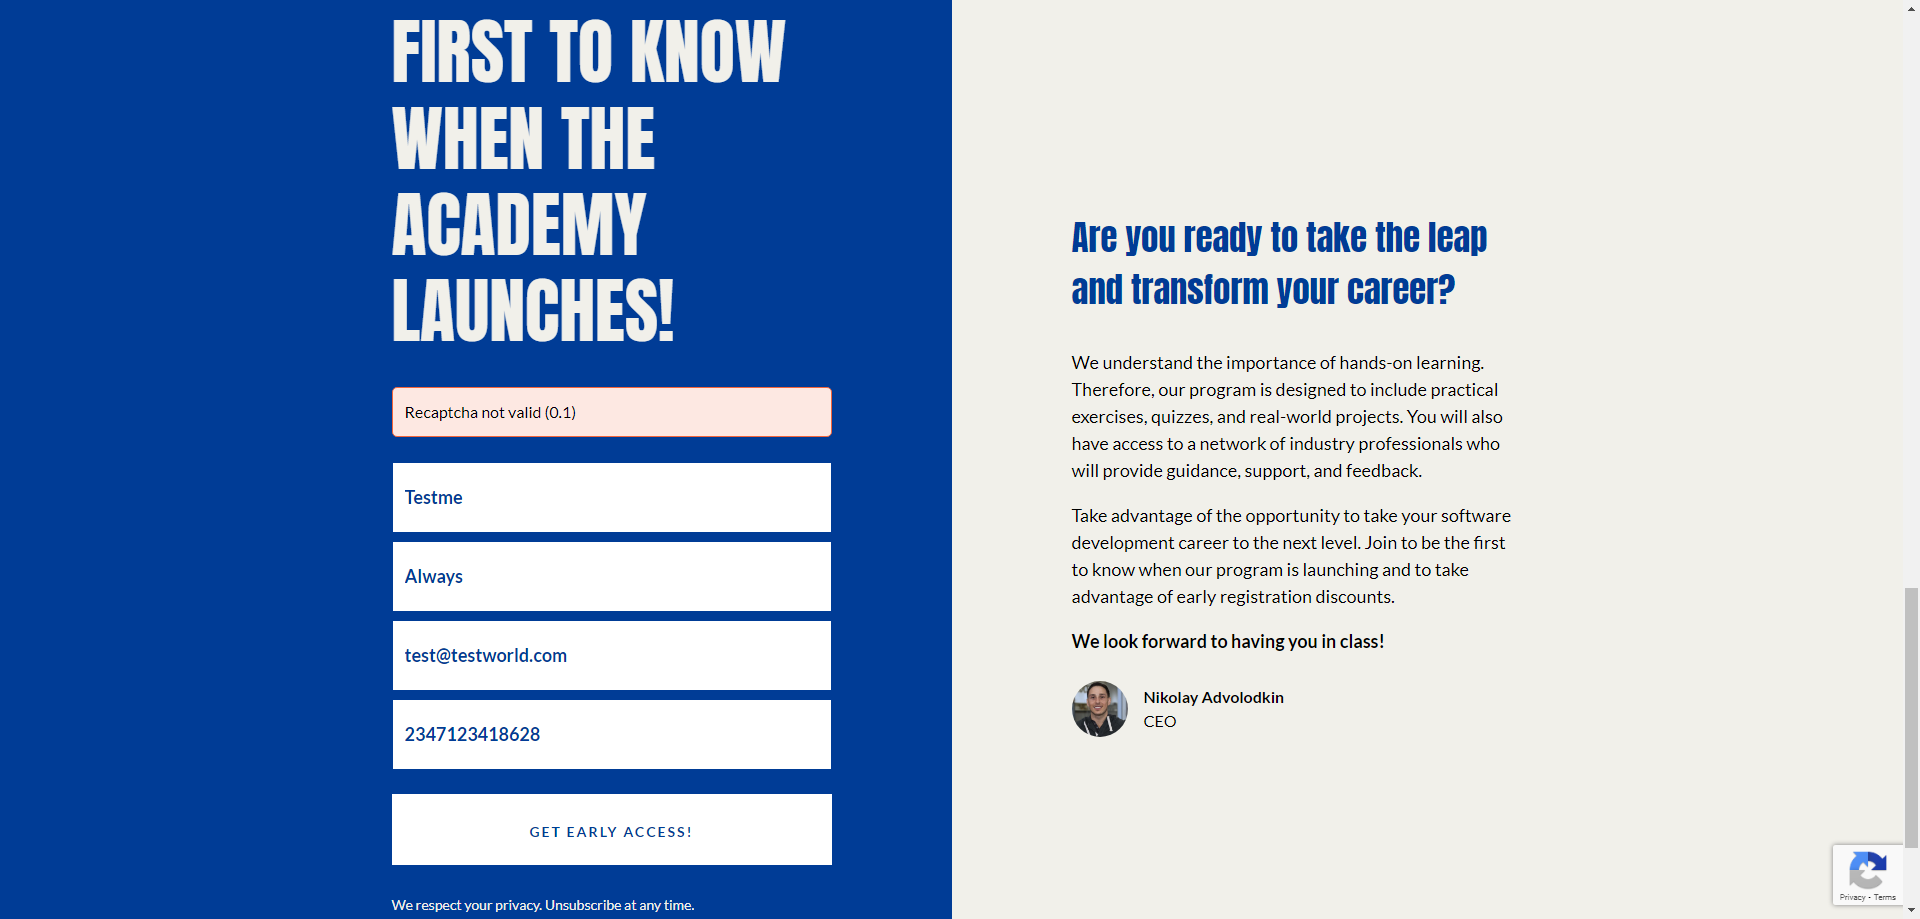 FIRST TO KNOW
WHEN THE
ACADEMY
LAUNCHES!
Recaptcha not valid (0.1)
Testme
Always
test@testworld.com
2347123418628
GET EARLY ACCESS!
We respect your privacy. Unsubscribe at any time.
Are you ready to take the leap
and transform your career?
We understand the importance of hands-on learning.
Therefore, our program is designed to include practical
exercises, quizzes, and real-world projects. You will also
have access to a network of industry professionals who
will provide guidance, support, and feedback.
Take advantage of the opportunity to take your software
development career to the next level. Join to be the first
to know when our program is launching and to take
advantage of early registration discounts.
We look forward to having you in class!
Nikolay Advolodkin
CEO
Privacy - Terms